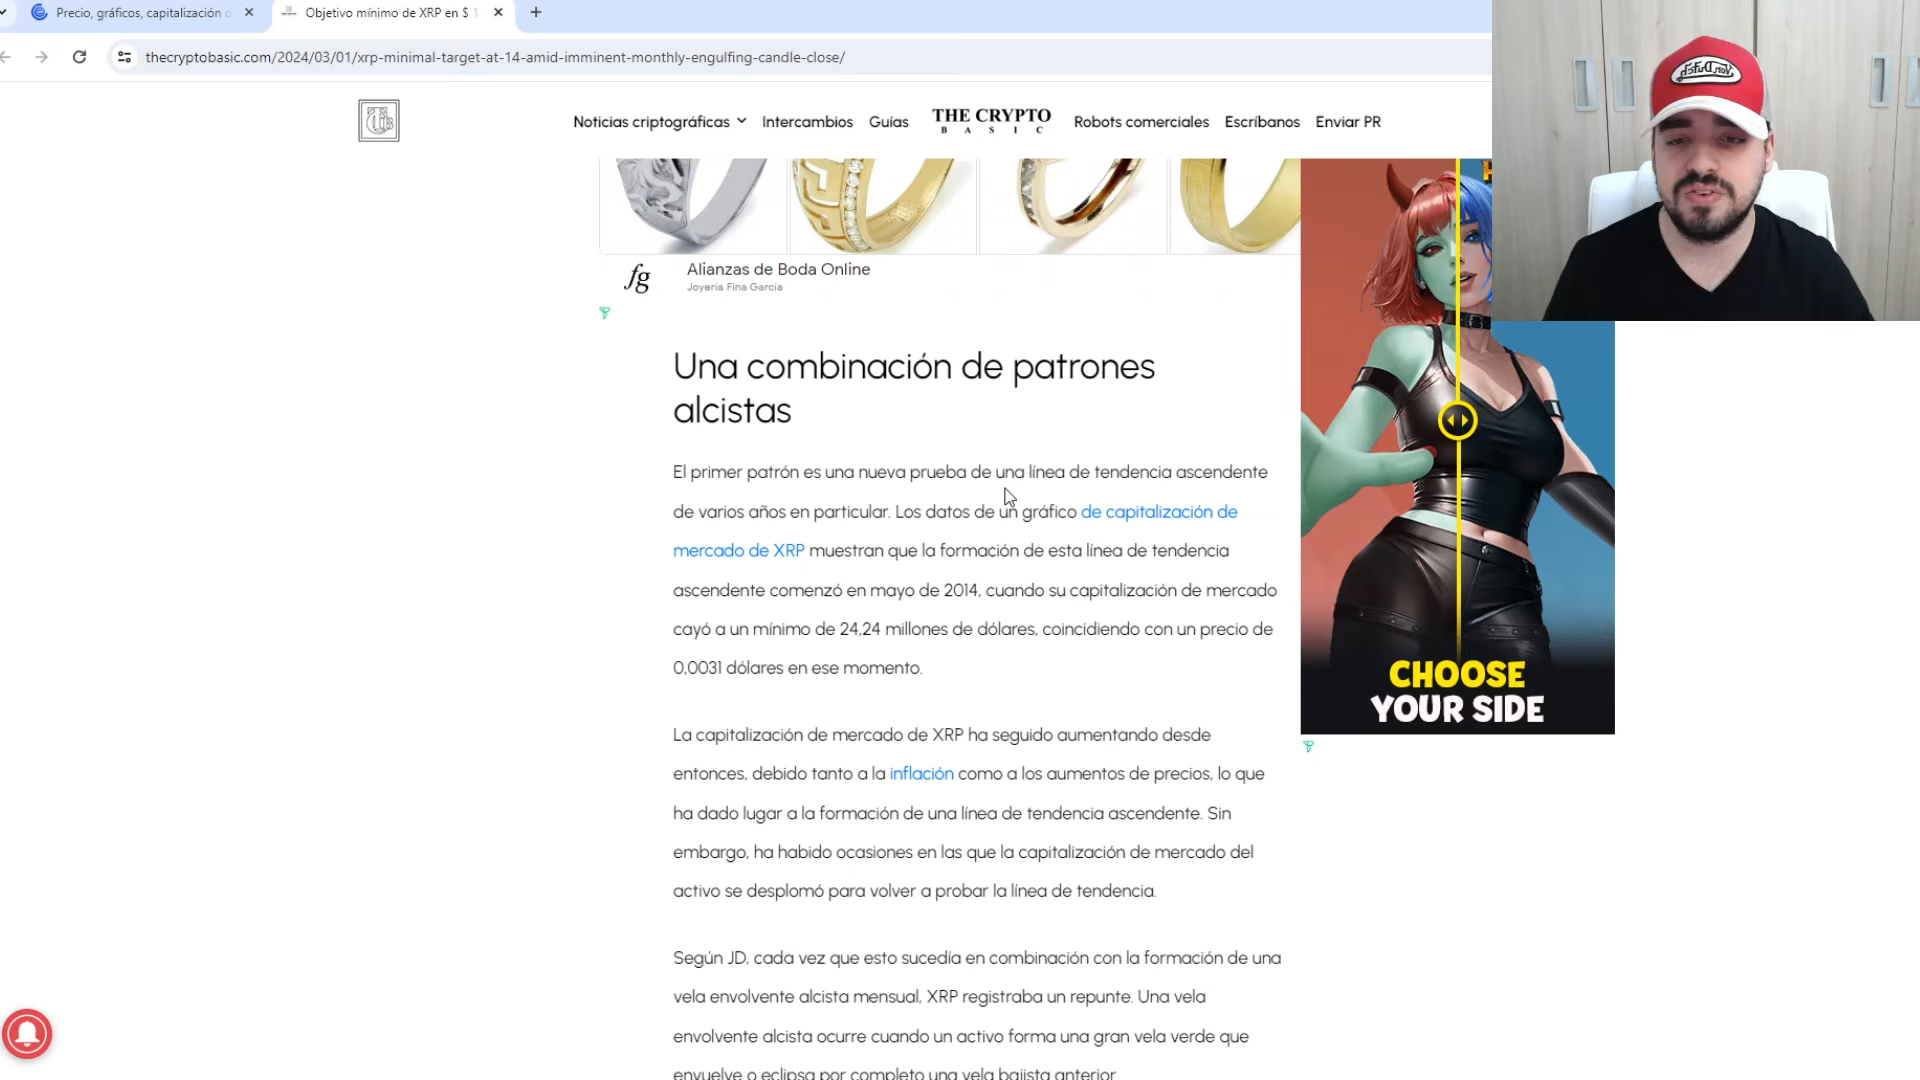 Precio, gráficos, capitalización d
Objetivo mínimo de XRP en $ 1
thecryptobasic.com/2024/03/01/xrp-minimal-target-at-14-amid-imminent-monthly-engulfing-candle-close/
Noticias criptográficas
Intercambios
Guías
THE CRYPTO
BASIC
Robots comerciales
Escríbanos
Enviar PR
Von Dutch
fg
Alianzas de Boda Online
Joyería Fina García
Una combinación de patrones
alcistas
El primer patrón es una nueva prueba de una línea de tendencia ascendente
de varios años en particular. Los datos de un gráfico de capitalización de
mercado de XRP muestran que la formación de esta línea de tendencia
ascendente comenzó en mayo de 2014, cuando su capitalización de mercado
cayó a un mínimo de 24,24 millones de dólares, coincidiendo con un precio de
0,0031 dólares en ese momento.
La capitalización de mercado de XRP ha seguido aumentando desde
entonces, debido tanto a la inflación como a los aumentos de precios, lo que
ha dado lugar a la formación de una línea de tendencia ascendente. Sin
embargo, ha habido ocasiones en las que la capitalización de mercado del
activo se desplomó para volver a probar la línea de tendencia.
Según JD, cada vez que esto sucedía en combinación con la formación de una
vela envolvente alcista mensual, XRP registraba un repunte. Una vela
envolvente alcista ocurre cuando un activo forma una gran vela verde que
envuelve o eclipsa por completo una vela bajista anterior
CHOOSE
YOUR SIDE